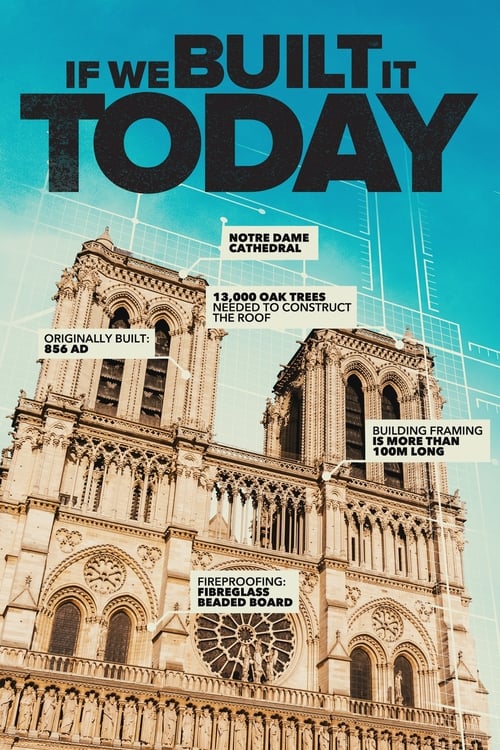 IF WE BUILT IT
TODAY
NOTRE DAME
CATHEDRAL
13,000 OAK TREES
NEEDED TO CONSTRUCT
THE ROOF
ORIGINALLY BUILT:
856 AD
BUILDING FRAMING
IS MORE THAN
100M LONG
FIREPROOFING:
FIBREGLASS
BEADED BOARD